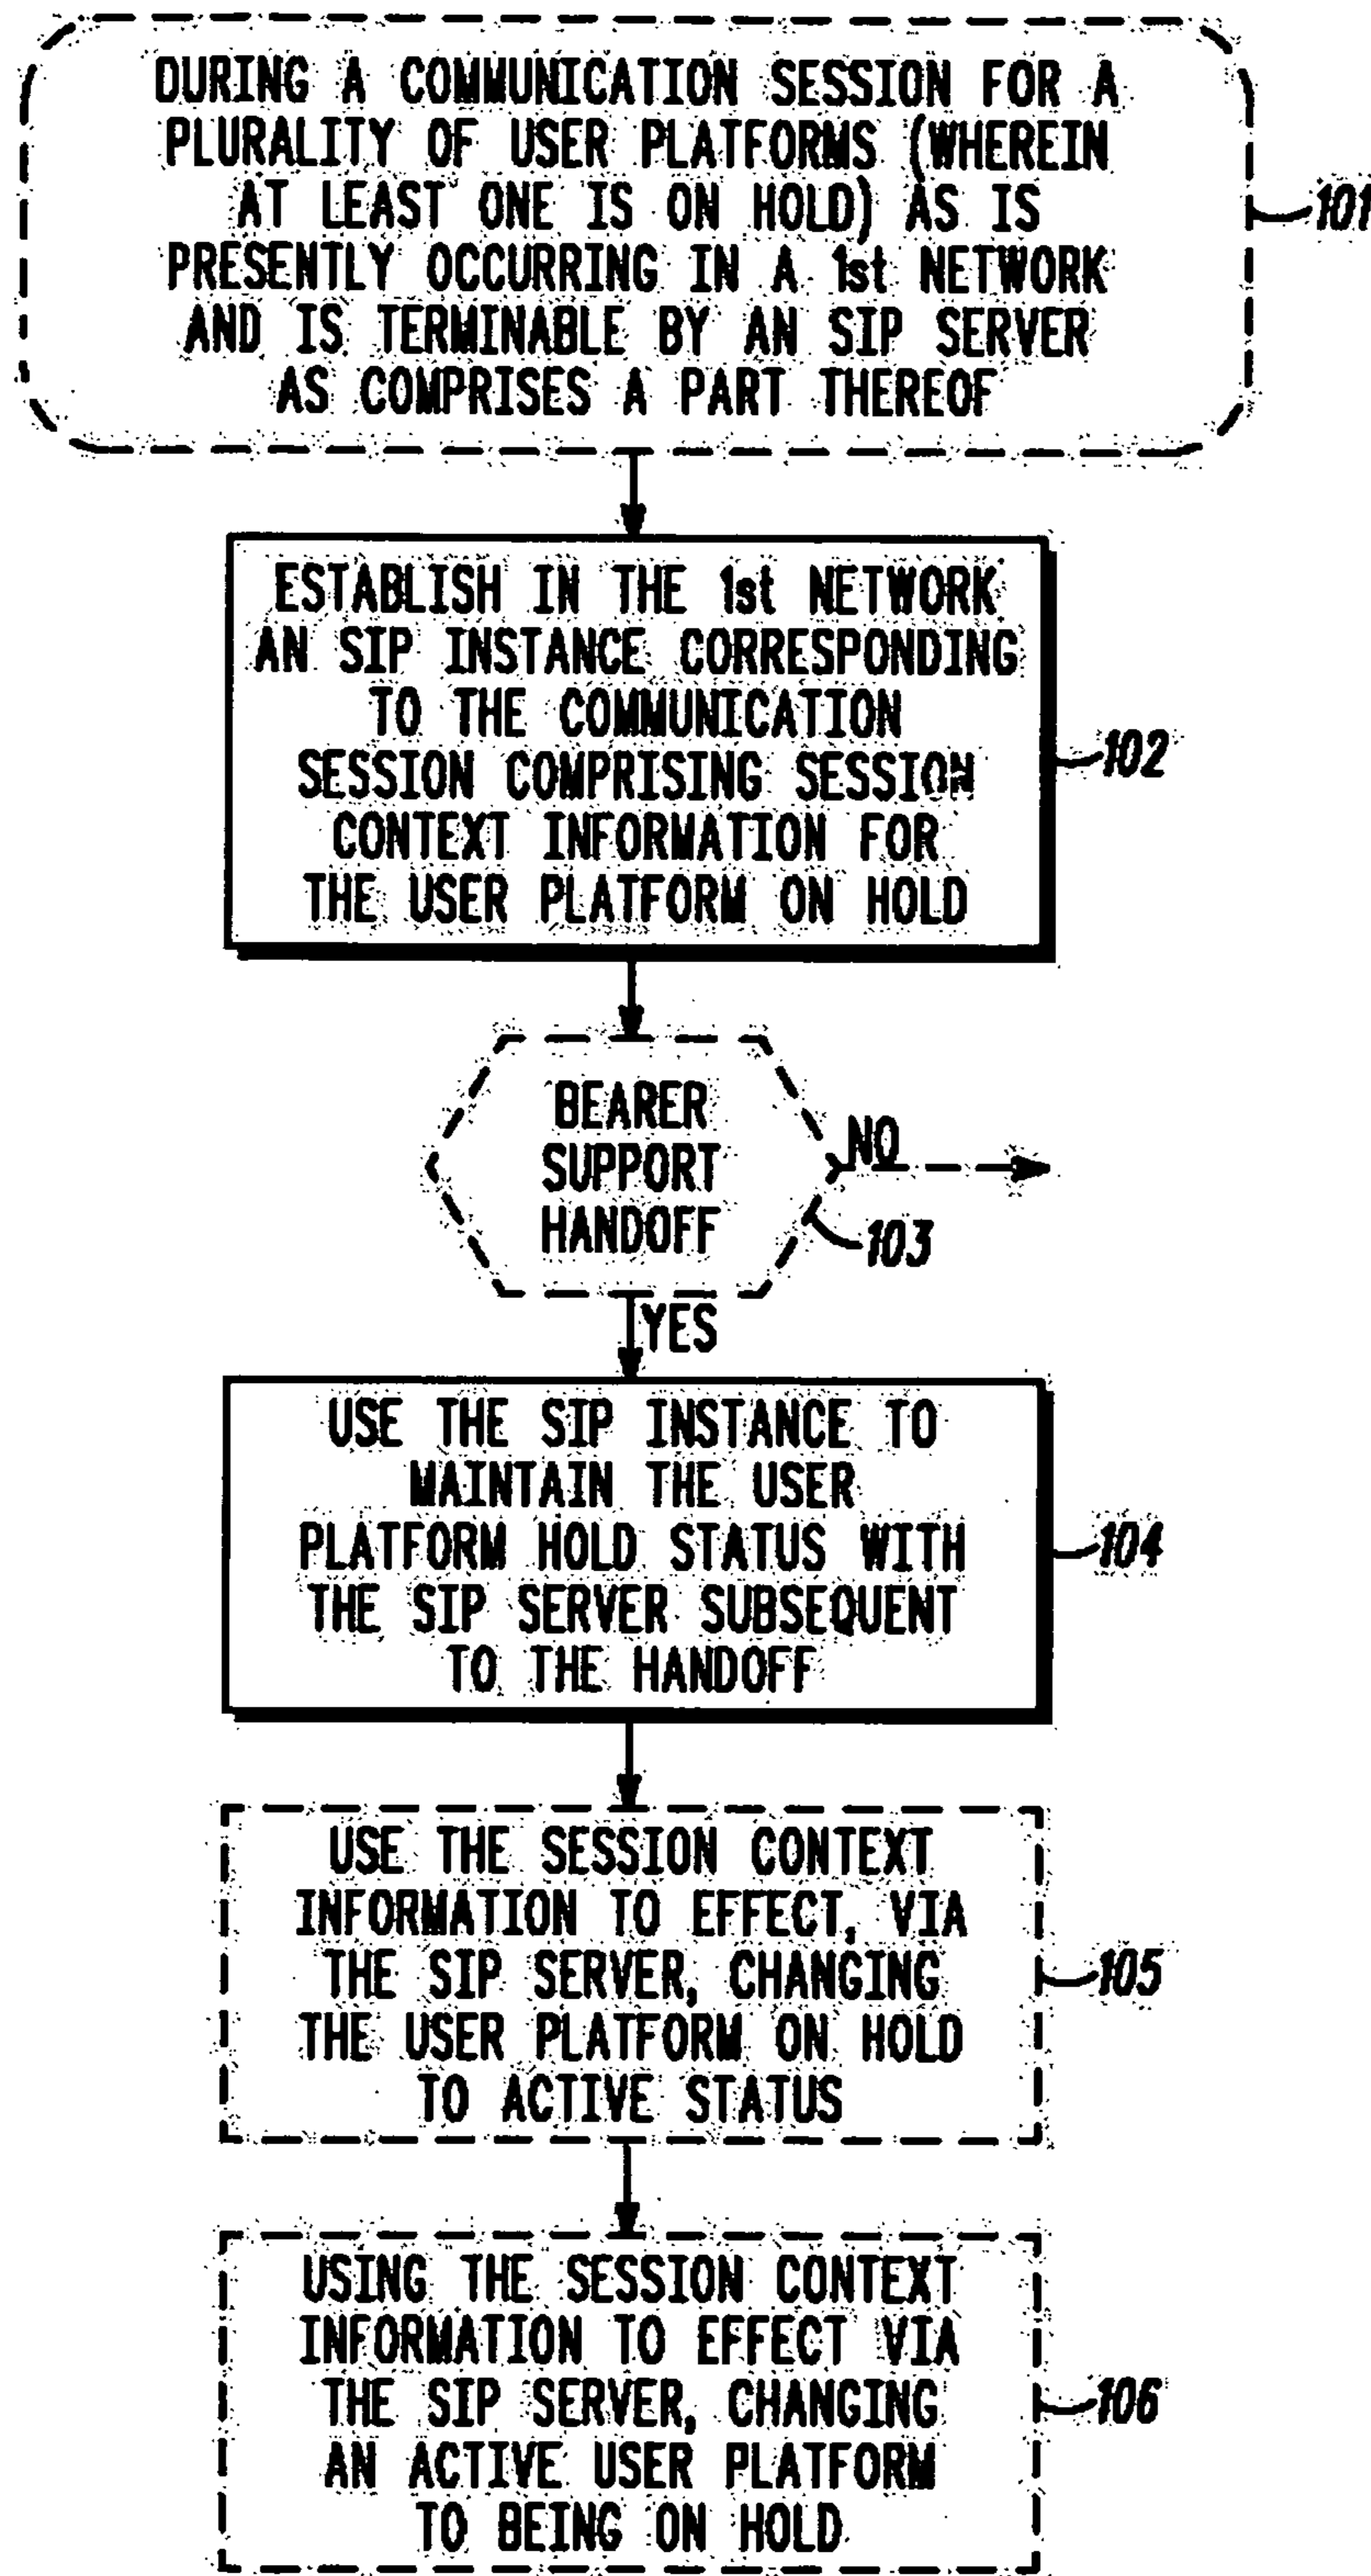 DURING A COMMUNICATION SESSION FOR A
PLURALITY OF USER PLATFORMS (WHEREIN
AT LEAST ONE IS ON HOLD) AS IS
PRESENTLY OCCURRING IN A 1st NETWORK
AND IS TERMINABLE BY AN SIP SERVER
AS COMPRISES A PART THEREOF
101
ESTABLISH IN THE 1st NETWORK
AN SIP INSTANCE CORRESPONDING
TO THE COMMUNICATION
SESSION COMPRISING SESSION
CONTEXT INFORMATION FOR
THE USER PLATFORM ON HOLD
102
BEARER
SUPPORT
HANDOFF
NO
103
YES
USE THE SIP INSTANCE TO
MAINTAIN THE USER
PLATFORM HOLD STATUS WITH
THE SIP SERVER SUBSEQUENT
TO THE HANDOFF
104
USE THE SESSION CONTEXT
INFORMATION TO EFFECT, VIA
THE SIP SERVER, CHANGING
THE USER PLATFORM ON HOLD
TO ACTIVE STATUS
105
USING THE SESSION CONTEXT
INFORMATION TO EFFECT VIA
THE SIP SERVER, CHANGING
AN ACTIVE USER PLATFORM
TO BEING ON HOLD
106